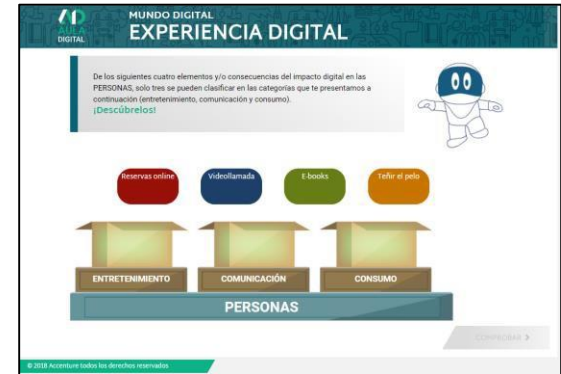 AULA
DIGITAL
MUNDO DIGITAL
EXPERIENCIA DIGITAL
De los siguientes cuatro elementos y/o consecuencias del impacto digital en las
PERSONAS, solo tres se pueden clasificar en las categorías que te presentamos a
continuación (entretenimiento, comunicación y consumo).
¡Descúbrelos!
Reservas online
Videollamada
E-books
Teñir el pelo
ENTRETENIMIENTO
COMUNICACIÓN
CONSUMO
PERSONAS
COMPROBAR
© 2018 Accenture todos los derechos reservados